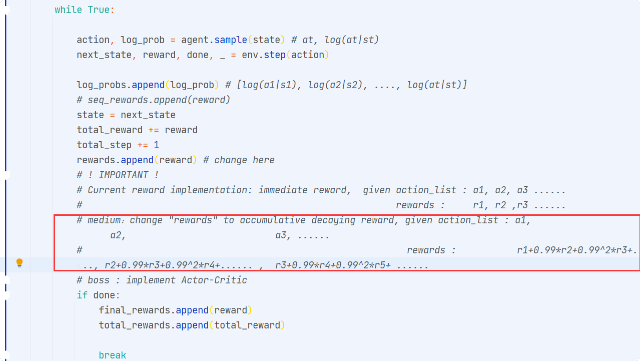 while True:
action, log_prob = agent.sample(state) # at, log(at|st)
next_state, reward, done, _ = env.step(action)
log_probs.append(log_prob) # [log(a1|s1), log(a2|s2), ...., log(at|st)]
# seq_rewards.append(reward)
state = next_state
total_reward += reward
total_step += 1
rewards.append(reward) # change here
# ! IMPORTANT !
# Current reward implementation: immediate reward,  given action_list : a1, a2, a3 ......
#                                                         rewards :     r1, r2 ,r3 ......
# medium：change "rewards" to accumulative decaying reward, given action_list : a1,
a2,                           a3, ......
#                                                           rewards :           r1+0.99*r2+0.99^2*r3+.
.., r2+0.99*r3+0.99^2*r4+...... ,  r3+0.99*r4+0.99^2*r5+ ......
# boss : implement Actor-Critic
if done:
final_rewards.append(reward)
total_rewards.append(total_reward)
break